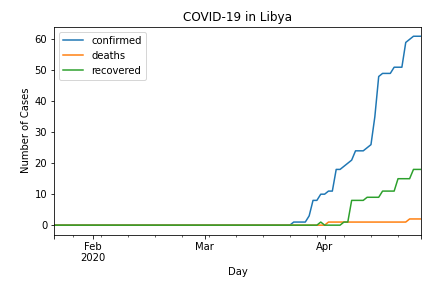 COVID-19 in Libya
confirmed
deaths
recovered
60
50
40
30
20
10
0
Number of Cases
Feb
2020
Mar
Apr
Day